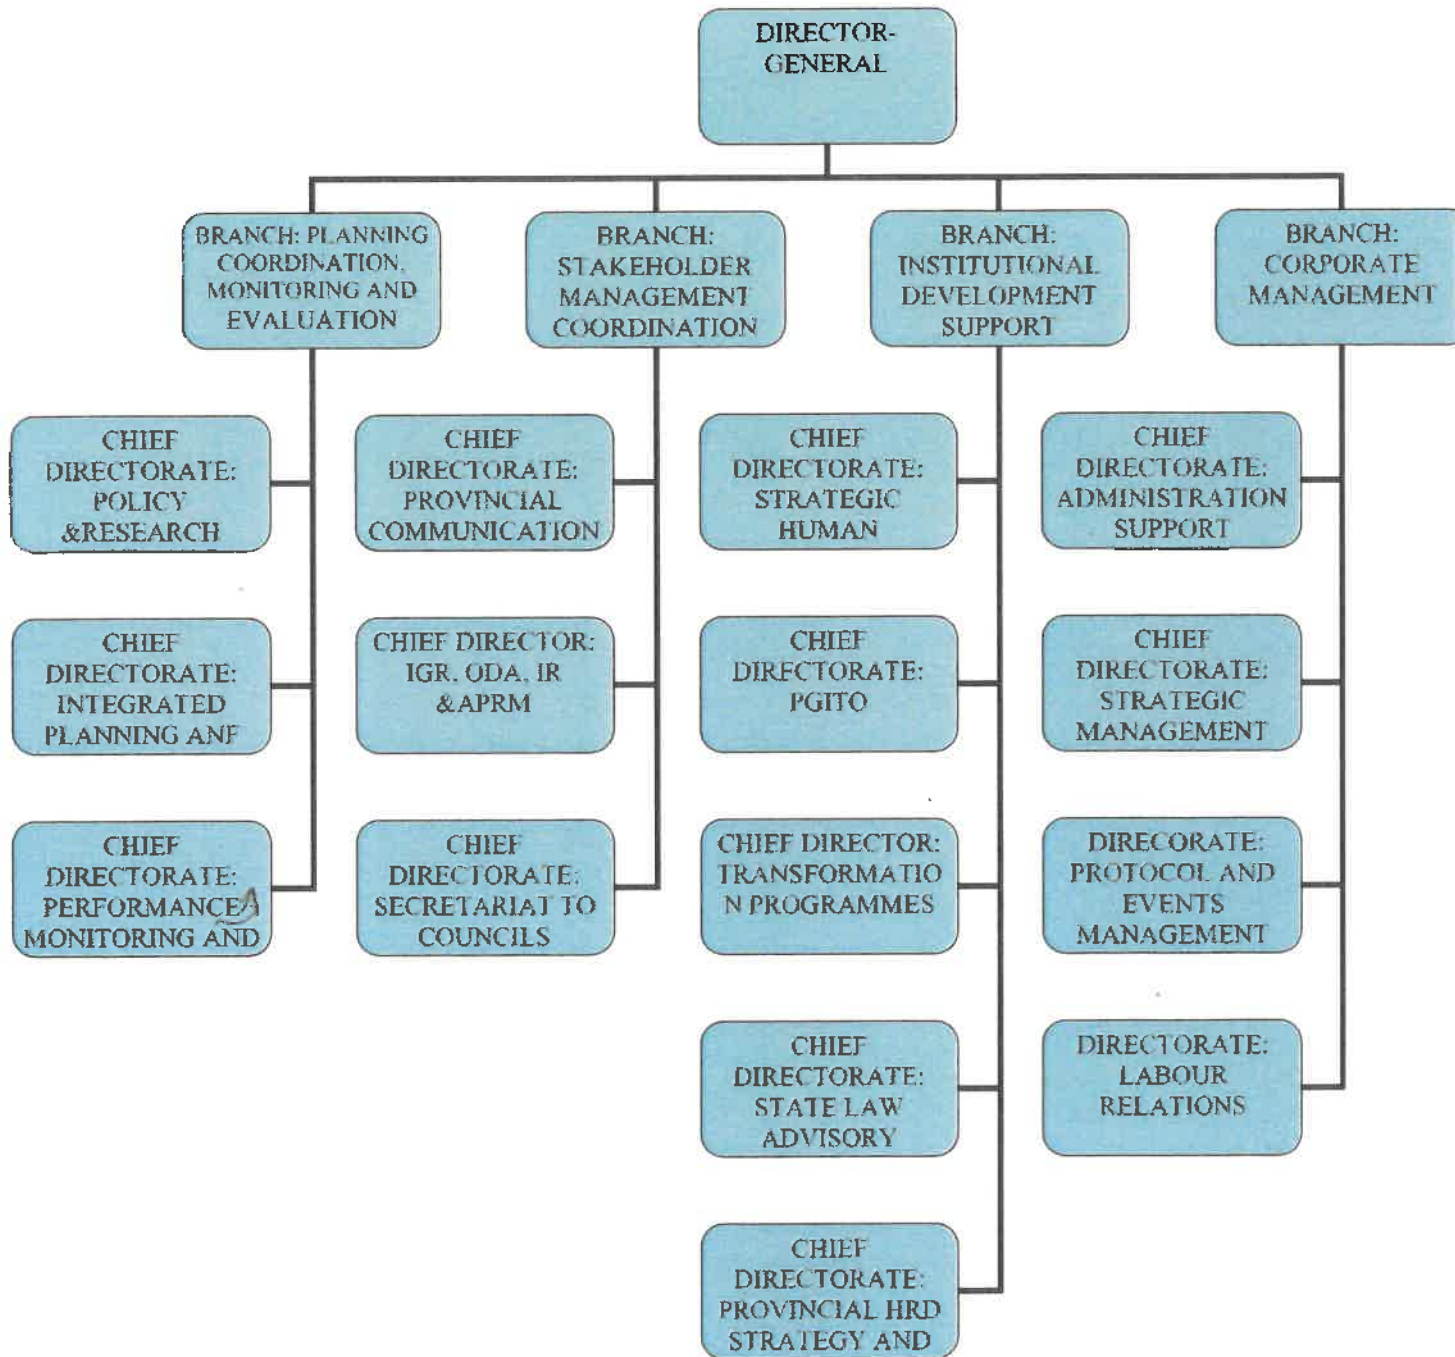 DIRECTOR-
GENERAL
BRANCH: PLANNING
COORDINATION,
MONITORING AND
EVALUATION
BRANCH:
STAKEHOLDER
MANAGEMENT
COORDINATION
BRANCH:
INSTITUTIONAL
DEVELOPMENT
SUPPORT
BRANCH:
CORPORATE
MANAGEMENT
CHIEF
DIRECTORATE:
POLICY
&RESEARCH
CHIEF
DIRECTORATE:
PROVINCIAL
COMMUNICATION
CHIEF
DIRECTORATE:
STRATEGIC
HUMAN
CHIEF
DIRECTORATE:
ADMINISTRATION
SUPPORT
CHIEF
DIRECTORATE:
INTEGRATED
PLANNING ANF
CHIEF DIRECTOR:
IGR, ODA, IR
&APRM
CHIEF
DIRECTORATE:
PGITO
CHIEF
DIRECTORATE:
STRATEGIC
MANAGEMENT
CHIEF
DIRECTORATE:
PERFORMANCE
MONITORING AND
CHIEF
DIRECTORATE:
SECRETARIAT TO
COUNCILS
CHIEF DIRECTOR:
TRANSFORMATIO
N PROGRAMMES
DIRECORATE:
PROTOCOL AND
EVENTS
MANAGEMENT
CHIEF
DIRECTORATE:
STATE LAW
ADVISORY
DIRECTORATE:
LABOUR
RELATIONS
CHIEF
DIRECTORATE:
PROVINCIAL HRD
STRATEGY AND